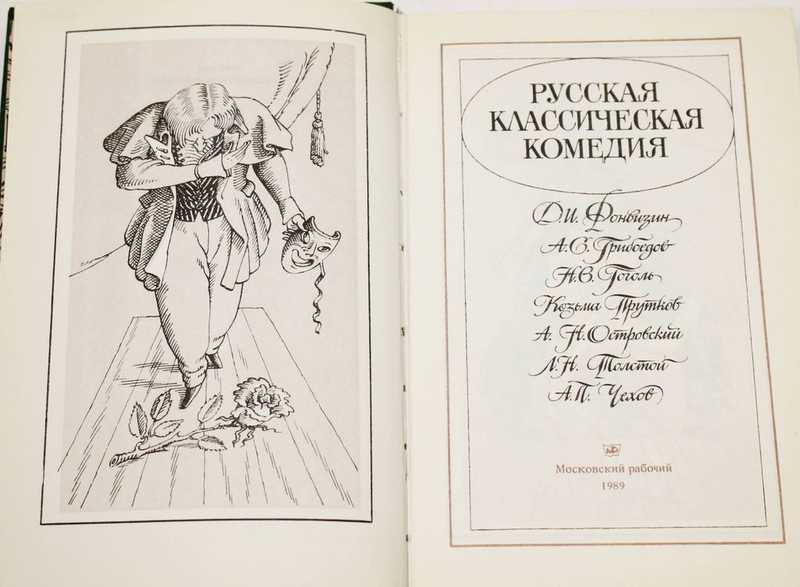 РУССКАЯ
КЛАССИЧЕСКАЯ
КОМЕДИЯ
Д.И. Фонвизин
А.С. Грибоедов
Н.В. Гоголь
Козьма Прутков
А. Н. Островский
Л.Н. Толстой
А.П. Чехов
Московский рабочий
1989